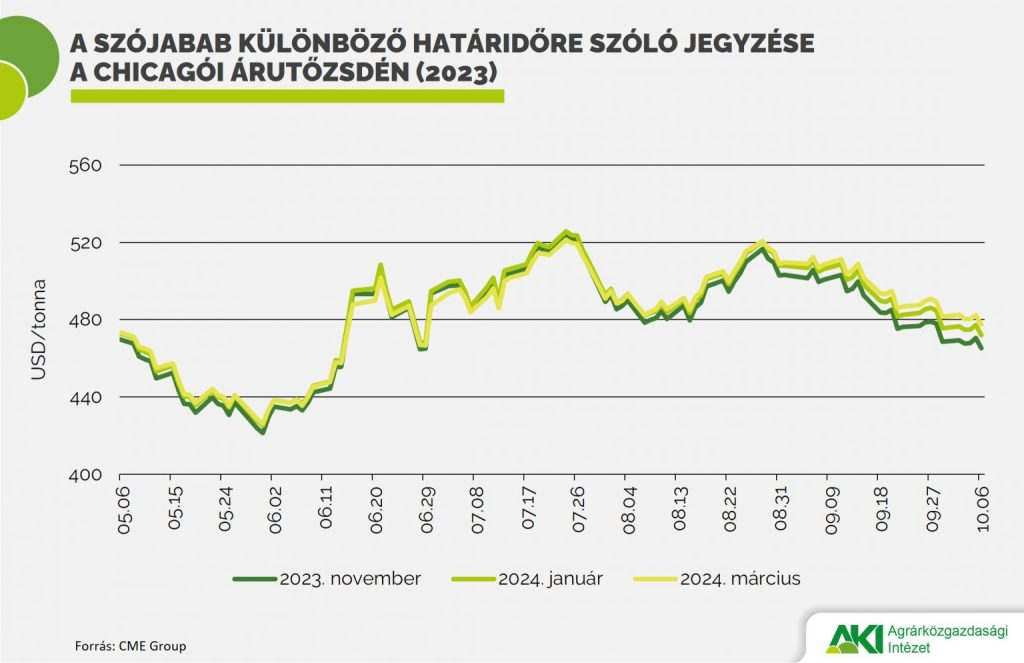 A SZÓJABAB KÜLÖNBÖZŐ HATÁRIDŐRE SZÓLÓ JEGYZÉSE
A CHICAGÓI ÁRUTŐZSDÉN (2023)
USD/tonna
560
520
480
440
400
05.06
05.15
05.24
06.02
06.11
06.20
06.29
07.08
07.17
07.26
08.04
08.13
08.22
08.31
09.09
09.18
09.27
10.06
2023. november
2024. január
2024. március
Forrás: CME Group
AKI
Agrárközgazdasági
Intézet